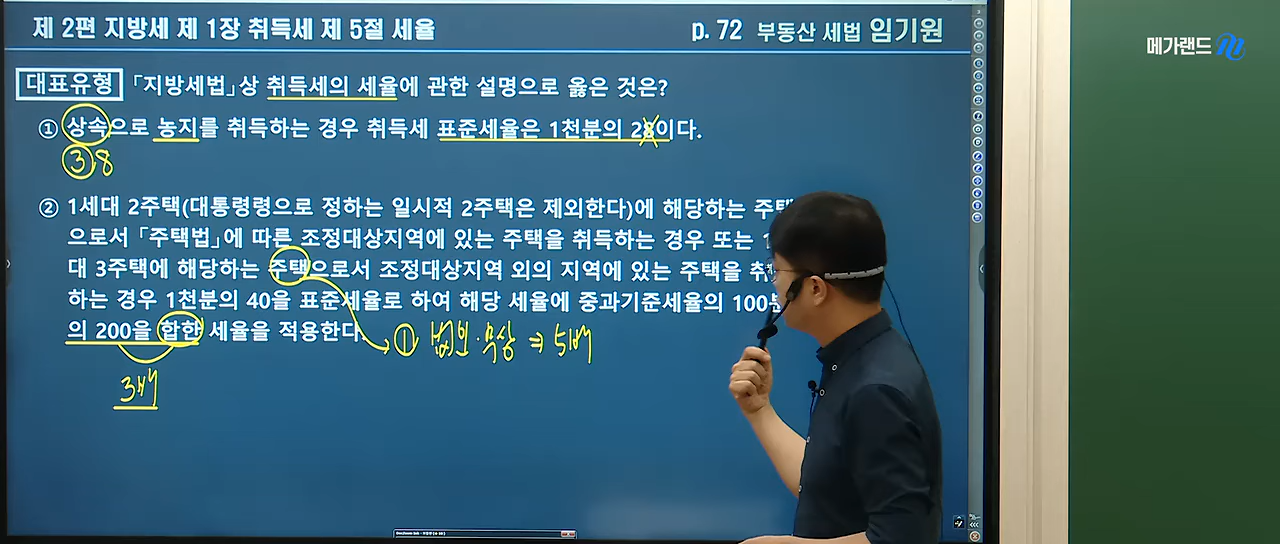 제 2편 지방세 제 1장 취득세 제 5절 세율
p. 72 부동산 세법 임기원
메가랜드
대표유형 「지방세법」상 취득세의 세율에 관한 설명으로 옳은 것은?
① 상속으로 농지를 취득하는 경우 취득세 표준세율은 1천분의 28이다.
③.8
② 1세대 2주택(대통령령으로 정하는 일시적 2주택은 제외한다)에 해당하는
으로서 「주택법」에 따른 조정대상지역에 있는 주택을 취득하는 경우 또는
대 3주택에 해당하는 주택으로서 조정대상지역 외의 지역에 있는 주택을
하는 경우 1천분의 40을 표준세율로 하여 해당 세율에 중과기준세율의
의 200을 합한 세율을 적용한다.
① 법인·무상 ⇒ 5배
3배